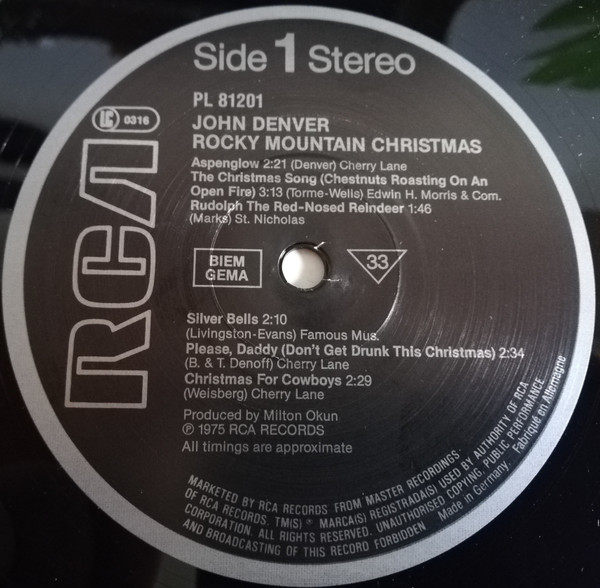 Side 1 Stereo
PL 81201
LC 0316
JOHN DENVER
ROCKY MOUNTAIN CHRISTMAS
Aspenglow 2:21 (Denver) Cherry Lane
The Christmas Song (Chestnuts Roasting On An
Open Fire) 3:13 (Torme-Wells) Edwin H. Morris & Com.
Rudolph The Red-Nosed Reindeer 1:46
(Marks) St. Nicholas
RCA
BIEM
GEMA
33
Silver Bells 2:10
(Livingston-Evans) Famous Mus.
Please, Daddy (Don't Get Drunk This Christmas) 2:34
(B. & T. Denoff) Cherry Lane
Christmas For Cowboys 2:29
(Weisberg) Cherry Lane
Produced by Milton Okun
℗ 1975 RCA RECORDS
All timings are approximate
MARKETED BY RCA RECORDS FROM MASTER RECORDINGS
OF RCA RECORDS. TM(S) ® MARCA(S) REGISTRADA(S) USED BY AUTHORITY OF RCA
CORPORATION. ALL RIGHTS RESERVED. UNAUTHORISED COPYING, PUBLIC PERFORMANCE
AND BROADCASTING OF THIS RECORD FORBIDDEN Made in Germany. Fabriqué en Allemagne